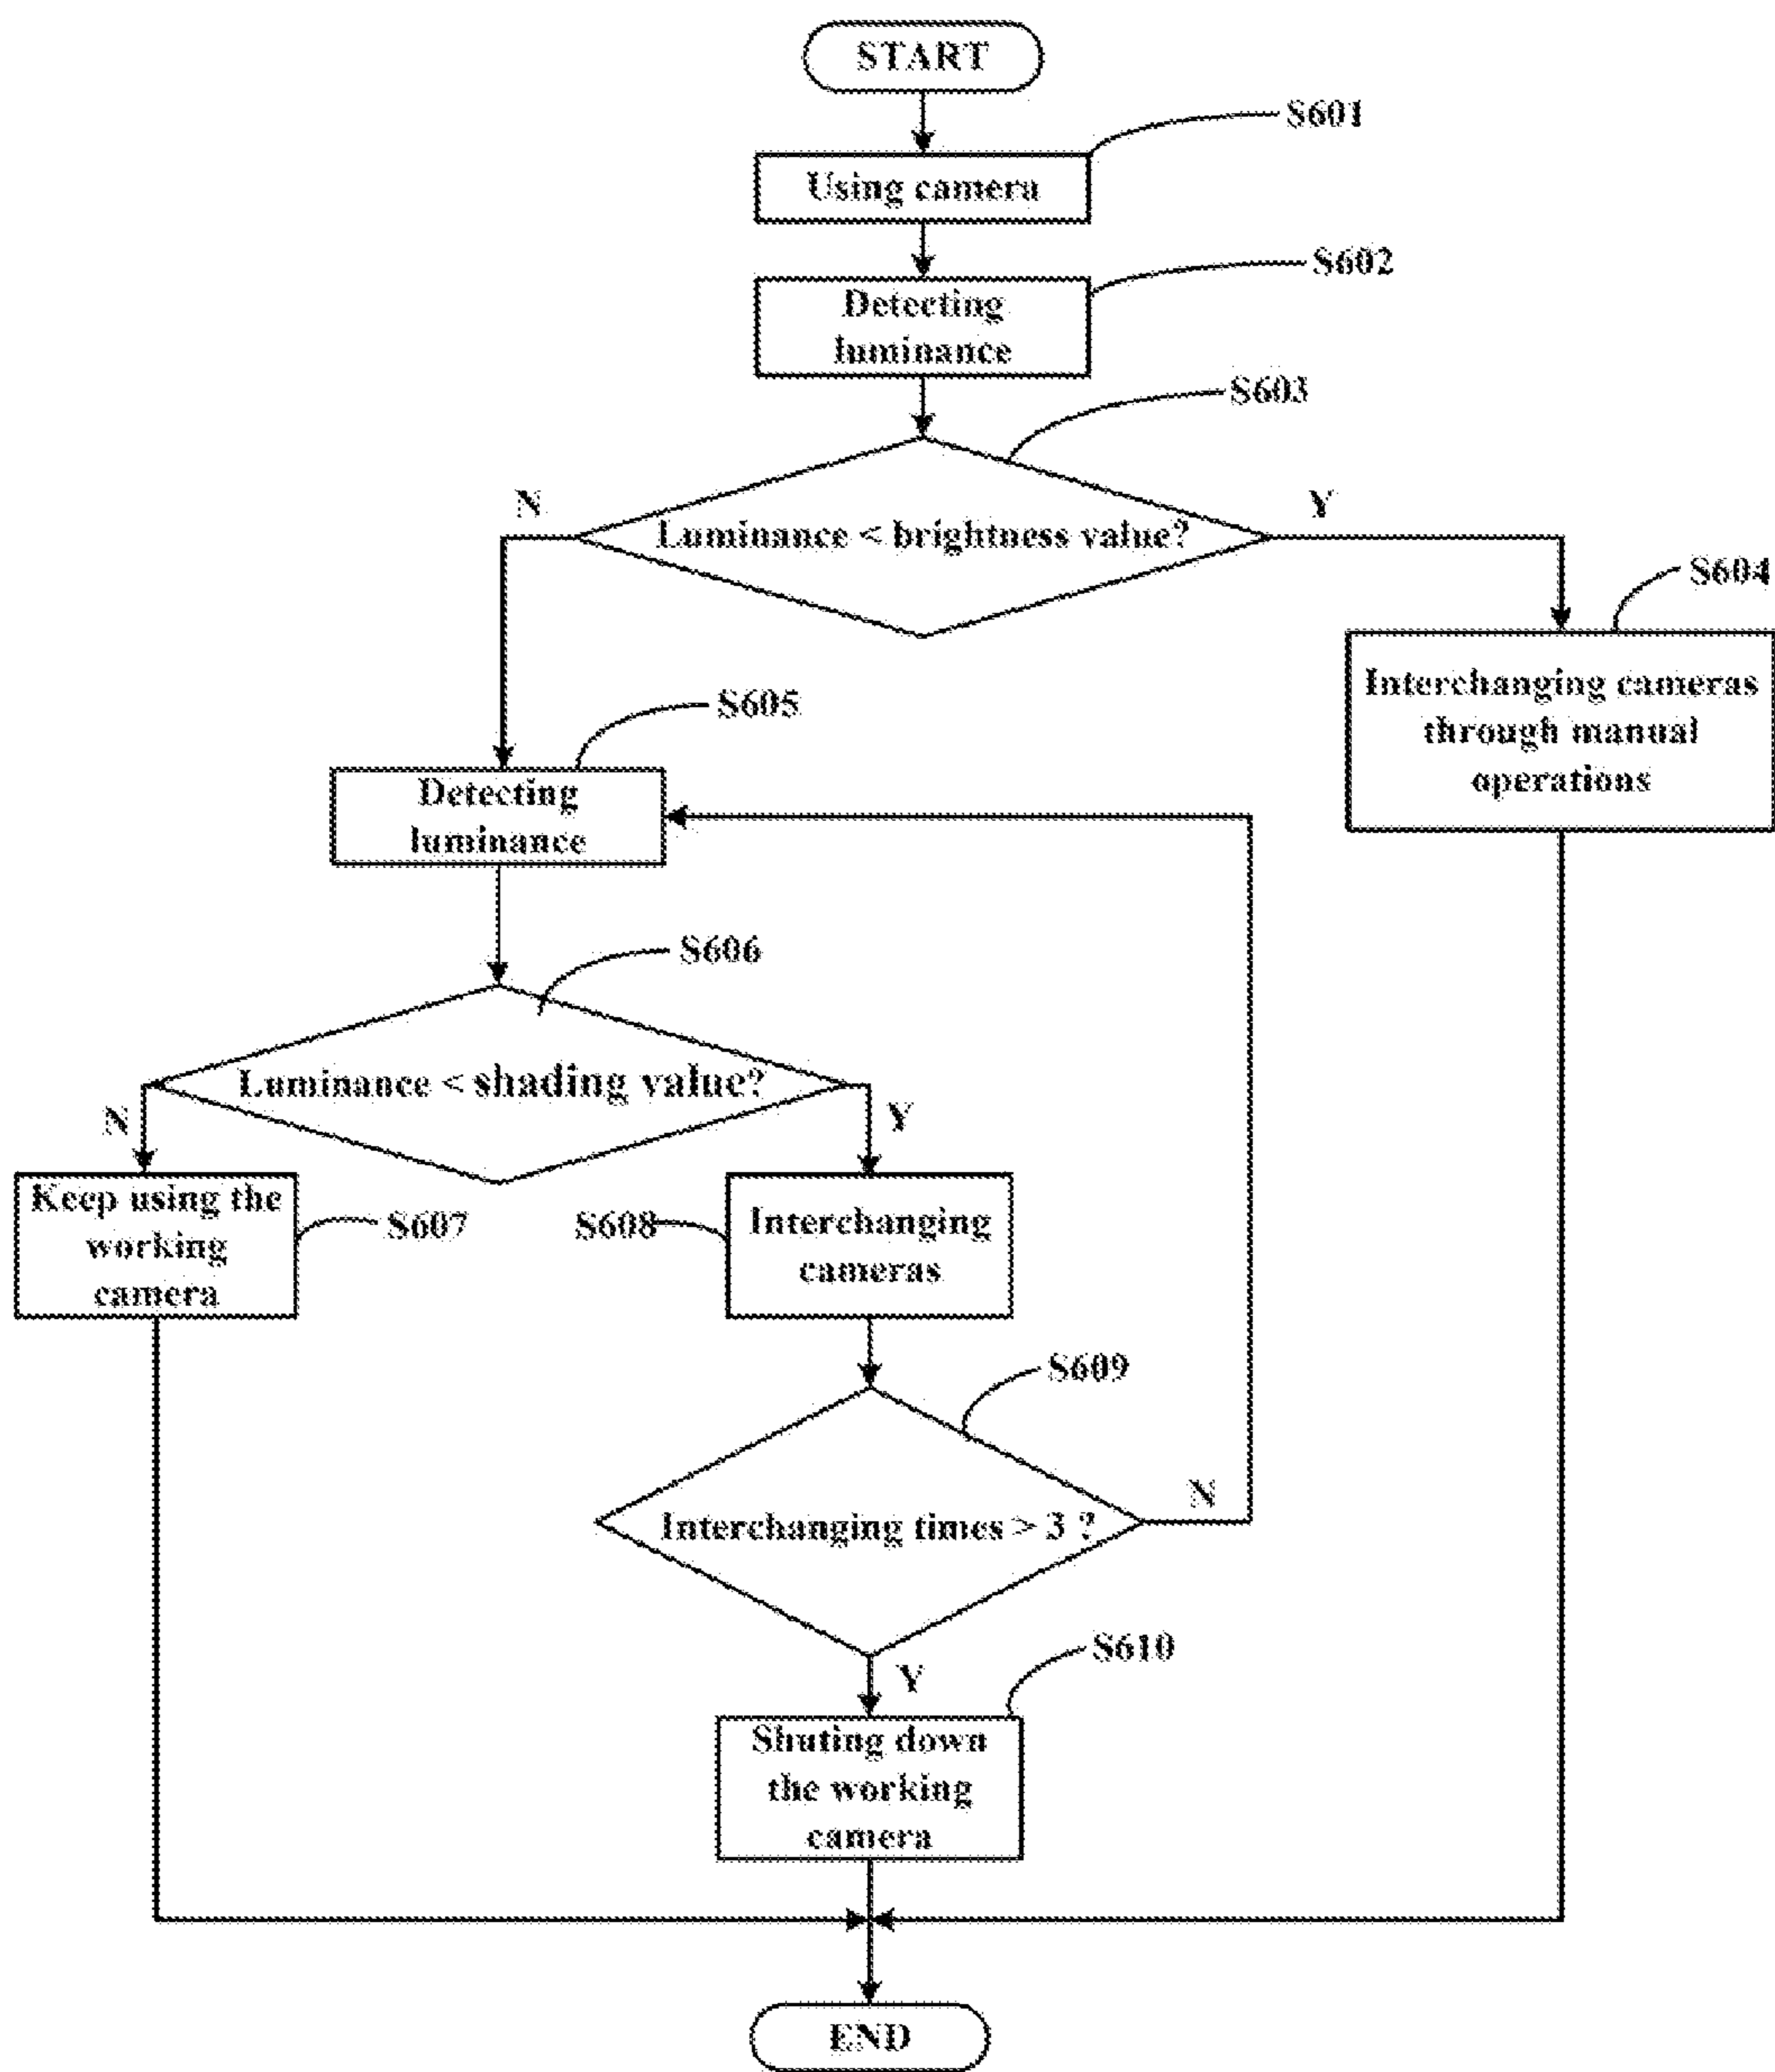 START
S601
Using camera
S602
Detecting
luminance
S603
N
Y
Luminance < brightness value?
S604
Interchanging cameras
through manual
operations
S605
Detecting
luminance
S606
Luminance < shading value?
N
Y
Keep using the
working
camera
S607
S608
Interchanging
cameras
S609
Interchanging times > 3 ?
N
S610
Y
Shuting down
the working
camera
END